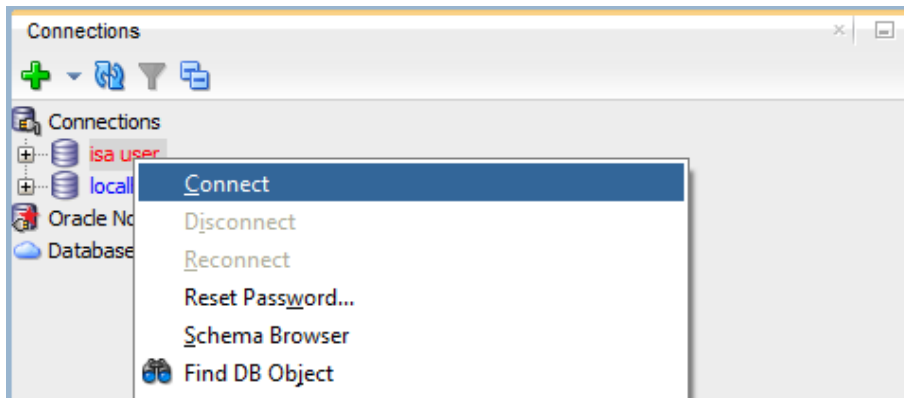 Connections
Connections
isa user
locall
Connect
Disconnect
Oracle No
Reconnect
Database
Reset Password...
Schema Browser
Find DB Object